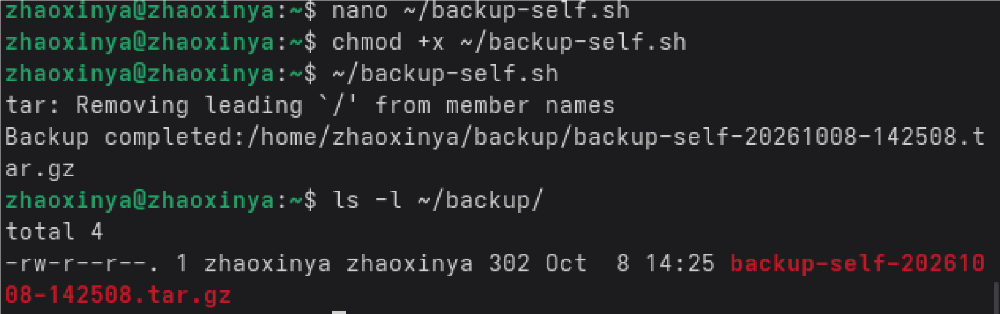 zhaoxinya@zhaoxinya:~$ nano ~/backup-self.sh
zhaoxinya@zhaoxinya:~$ chmod +x ~/backup-self.sh
zhaoxinya@zhaoxinya:~$ ~/backup-self.sh
tar: Removing leading `/' from member names
Backup completed:/home/zhaoxinya/backup/backup-self-20261008-142508.t
ar.gz
zhaoxinya@zhaoxinya:~$ ls -l ~/backup/
total 4
-rw-r--r--. 1 zhaoxinya zhaoxinya 302 Oct  8 14:25 backup-self-202610
08-142508.tar.gz